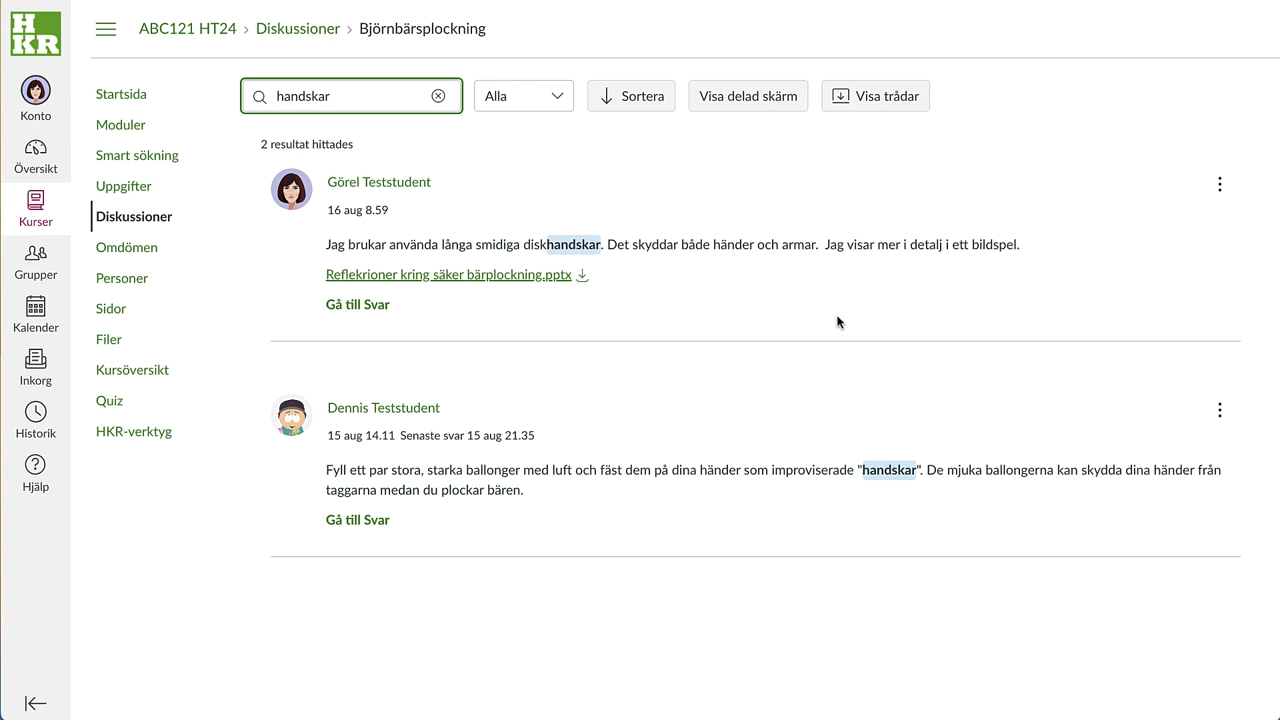 HKR
ABC121 HT24 › Diskussioner › Björnbärsplockning
Konto
Översikt
Kurser
Grupper
Kalender
Inkorg
Historik
Hjälp
Startsida
Moduler
Smart sökning
Uppgifter
Diskussioner
Omdömen
Personer
Sidor
Filer
Kursöversikt
Quiz
HKR-verktyg
handskar
Alla
Sortera
Visa delad skärm
Visa trådar
2 resultat hittades
Görel Teststudent
16 aug 8.59
Jag brukar använda långa smidiga diskhandskar. Det skyddar både händer och armar. Jag visar mer i detalj i ett bildspel.
Reflekrioner kring säker bärplockning.pptx
Gå till Svar
Dennis Teststudent
15 aug 14.11 Senaste svar 15 aug 21.35
Fyll ett par stora, starka ballonger med luft och fäst dem på dina händer som improviserade "handskar". De mjuka ballongerna kan skydda dina händer från
taggarna medan du plockar bären.
Gå till Svar